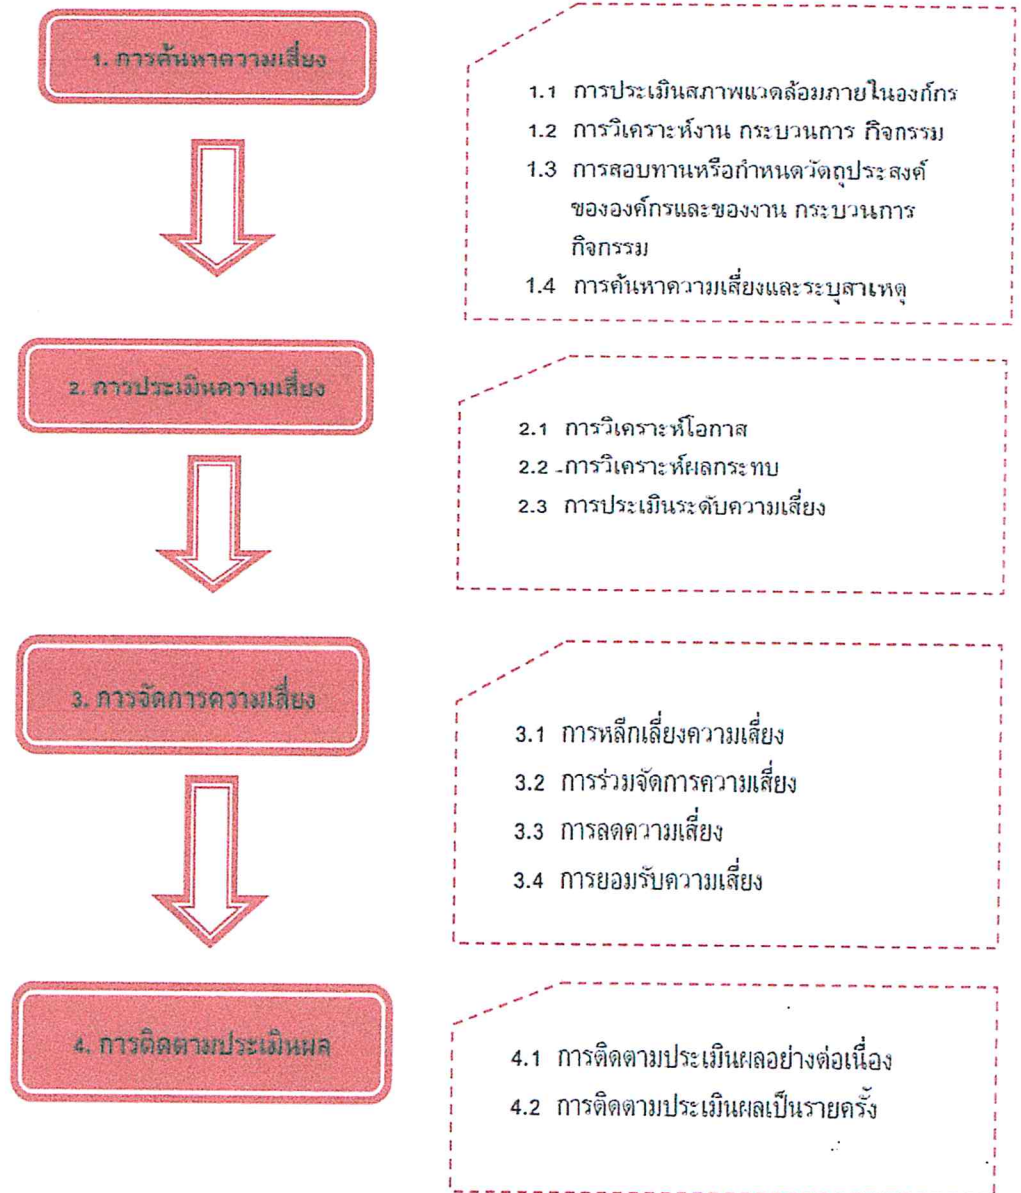 1. การค้นหาความเสี่ยง
1.1 การประเมินสภาพแวดล้อมภายในองค์กร
1.2 การวิเคราะห์งาน กระบวนการ กิจกรรม
1.3 การสอบทานหรือกำหนดวัตถุประสงค์
ขององค์กรและของงาน กระบวนการ
กิจกรรม
1.4 การค้นหาความเสี่ยงและระบุสาเหตุ
2. การประเมินความเสี่ยง
2.1 การวิเคราะห์โอกาส
2.2 การวิเคราะห์ผลกระทบ
2.3 การประเมินระดับความเสี่ยง
3. การจัดการความเสี่ยง
3.1 การหลีกเลี่ยงความเสี่ยง
3.2 การร่วมจัดการความเสี่ยง
3.3 การลดความเสี่ยง
3.4 การยอมรับความเสี่ยง
4. การติดตามประเมินผล
4.1 การติดตามประเมินผลอย่างต่อเนื่อง
4.2 การติดตามประเมินผลเป็นรายครั้ง